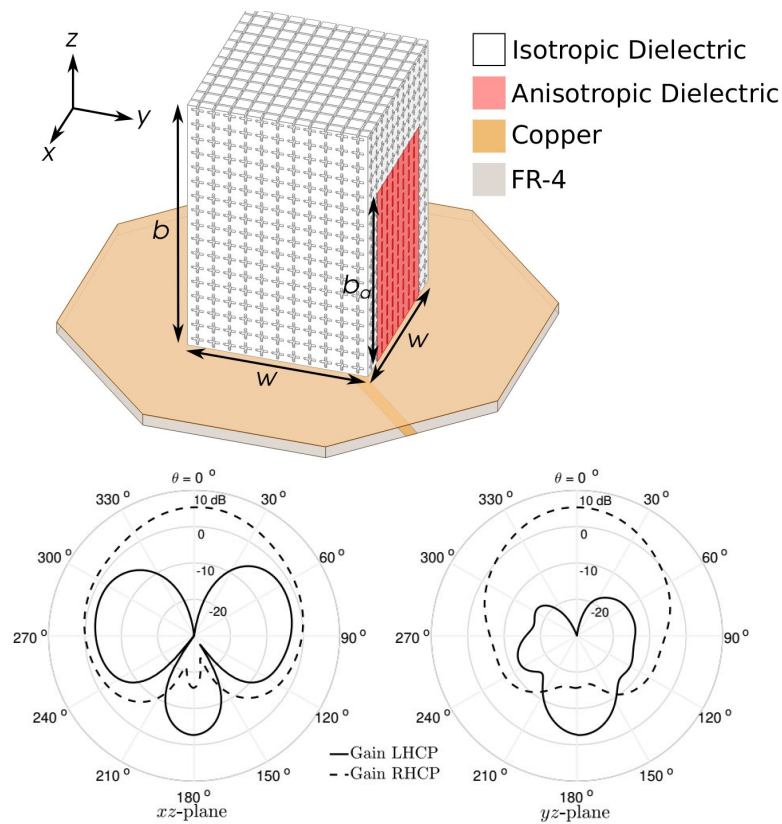 z
y
x
Isotropic Dielectric
Anisotropic Dielectric
Copper
FR-4
b
b_a
w
w
θ = 0 °
330 °
10 dB
30 °
0
300 °
60 °
-10
-20
270 °
90 °
240 °
120 °
210 °
150 °
180 °
xz-plane
Gain LHCP
Gain RHCP
θ = 0 °
330 °
10 dB
30 °
0
300 °
60 °
-10
-20
270 °
90 °
240 °
120 °
210 °
150 °
180 °
yz-plane